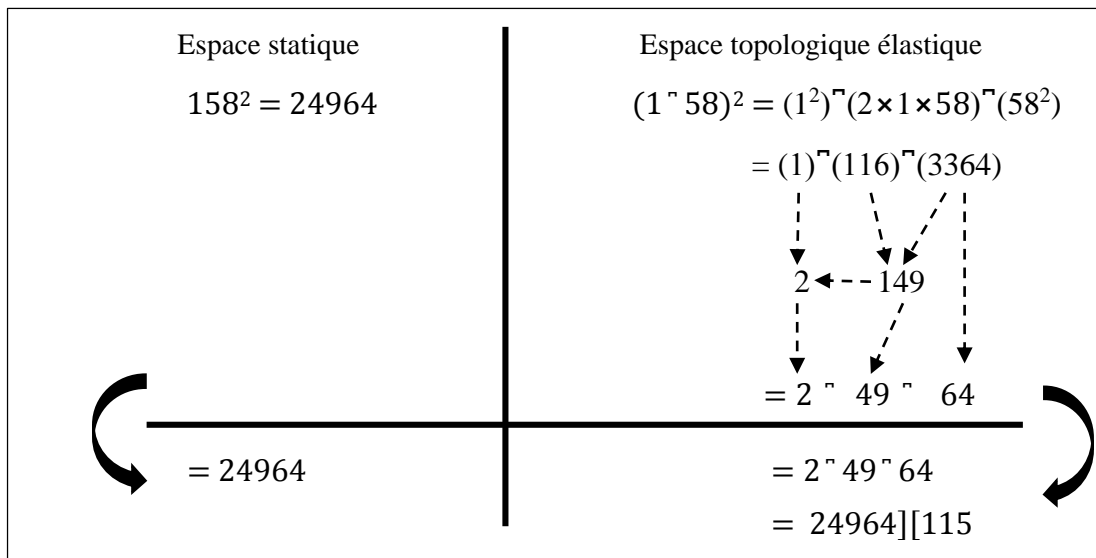 Espace statique
158² = 24964
= 24964
Espace topologique élastique
(1 ⌝ 58)² = (1²)⌝(2×1×58)⌝(58²)
= (1)⌝(116)⌝(3364)
2 149
= 2 ⌝ 49 ⌝ 64
= 2 ⌝ 49 ⌝ 64
= 24964][115